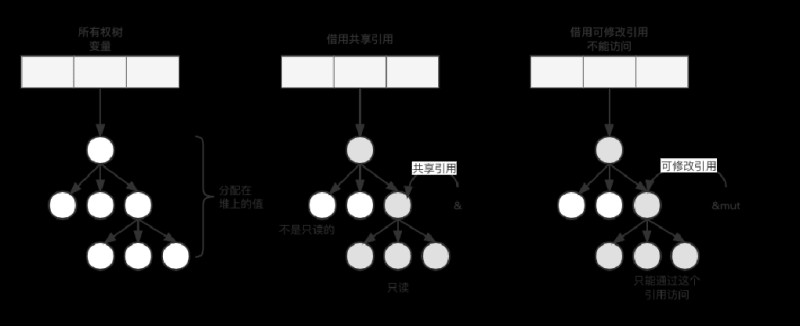 所有权树
变量
借用共享引用
借用可修改引用
不能访问
共享引用
可修改引用
分配在
堆上的值
&
&mut
不是只读的
只读
只能通过这个
引用访问